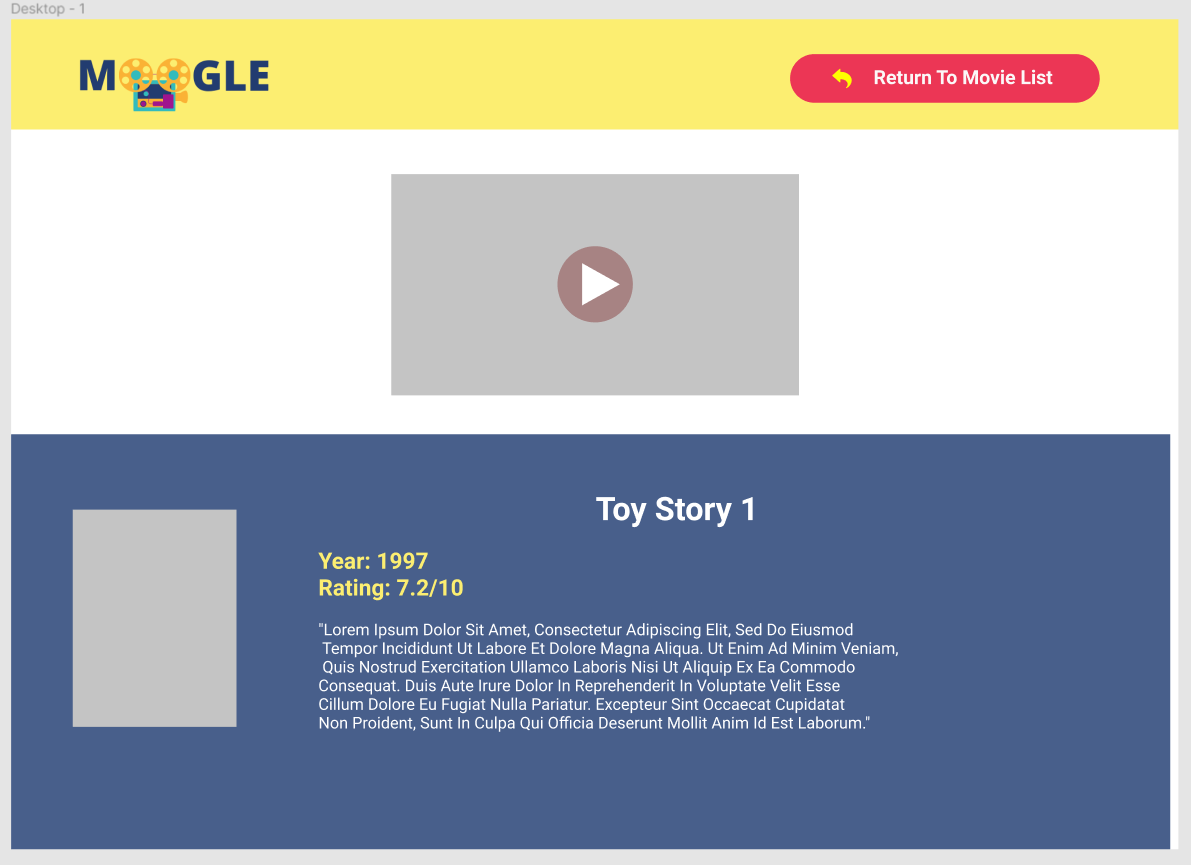 Desktop - 1
MOOGLE
Return To Movie List
Toy Story 1
Year: 1997
Rating: 7.2/10
"Lorem Ipsum Dolor Sit Amet, Consectetur Adipiscing Elit, Sed Do Eiusmod
Tempor Incididunt Ut Labore Et Dolore Magna Aliqua. Ut Enim Ad Minim Veniam,
Quis Nostrud Exercitation Ullamco Laboris Nisi Ut Aliquip Ex Ea Commodo
Consequat. Duis Aute Irure Dolor In Reprehenderit In Voluptate Velit Esse
Cillum Dolore Eu Fugiat Nulla Pariatur. Excepteur Sint Occaecat Cupidatat
Non Proident, Sunt In Culpa Qui Officia Deserunt Mollit Anim Id Est Laborum."